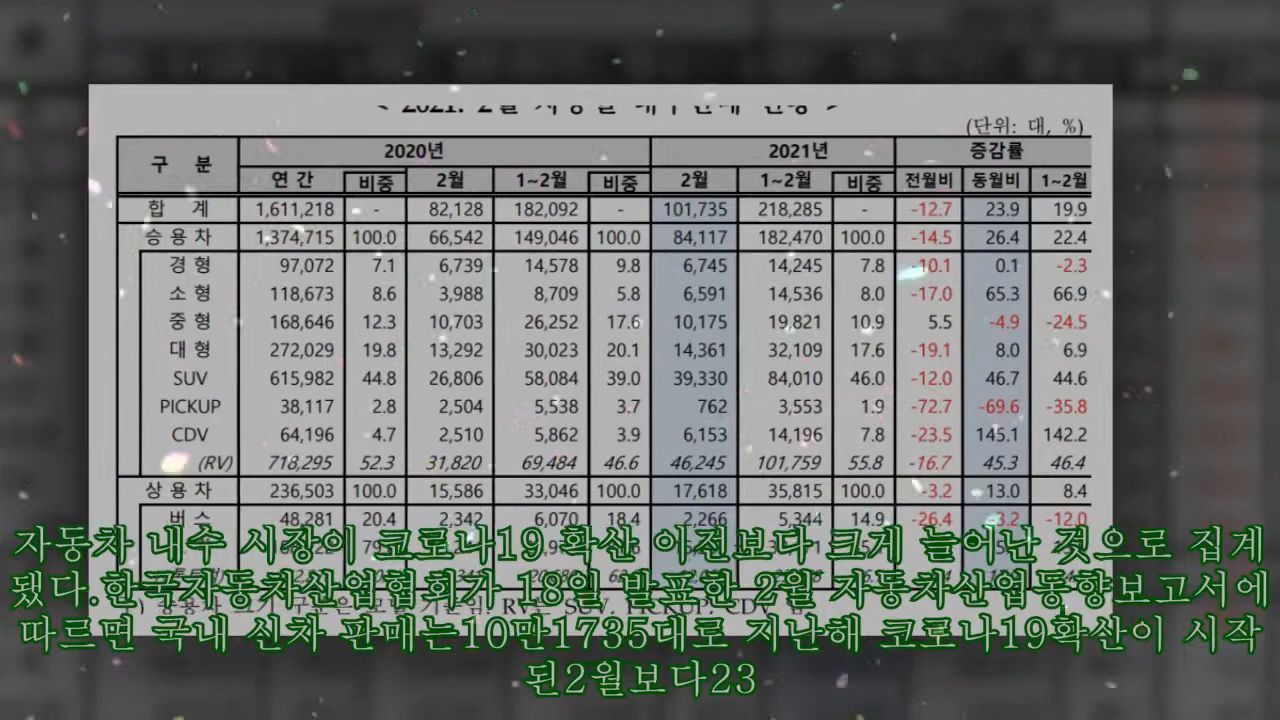 (단위: 대, %)
구 분 2020년 2021년 증감률
연 간 비중 2월 1~2월 비중 2월 1~2월 비중 전월비 동월비 1~2월
합 계 1,611,218 - 82,128 182,092 - 101,735 218,285 - -12.7 23.9 19.9
승 용 차 1,374,715 100.0 66,542 149,046 100.0 84,117 182,470 100.0 -14.5 26.4 22.4
경 형 97,072 7.1 6,739 14,578 9.8 6,745 14,245 7.8 -10.1 0.1 -2.3
소 형 118,673 8.6 3,988 8,709 5.8 6,591 14,536 8.0 -17.0 65.3 66.9
중 형 168,646 12.3 10,703 26,252 17.6 10,175 19,821 10.9 5.5 -4.9 -24.5
대 형 272,029 19.8 13,292 30,023 20.1 14,361 32,109 17.6 -19.1 8.0 6.9
SUV 615,982 44.8 26,806 58,084 39.0 39,330 84,010 46.0 -12.0 46.7 44.6
PICKUP 38,117 2.8 2,504 5,538 3.7 762 3,553 1.9 -72.7 -69.6 -35.8
CDV 64,196 4.7 2,510 5,862 3.9 6,153 14,196 7.8 -23.5 145.1 142.2
(RV) 718,295 52.3 31,820 69,484 46.6 46,245 101,759 55.8 -16.7 45.3 46.4
상 용 차 236,503 100.0 15,586 33,046 100.0 17,618 35,815 100.0 -3.2 13.0 8.4
버 스 48,281 20.4 2,342 6,070 18.4 2,266 5,344 14.9 -26.4 -3.2 -12.0
자동차 내수 시장이 코로나19 확산 이전보다 크게 늘어난 것으로 집계
됐다.한국자동차산업협회가 18일 발표한 2월 자동차산업동향보고서에
따르면 국내 신차 판매는10만1735대로 지난해 코로나19확산이 시작
된2월보다23